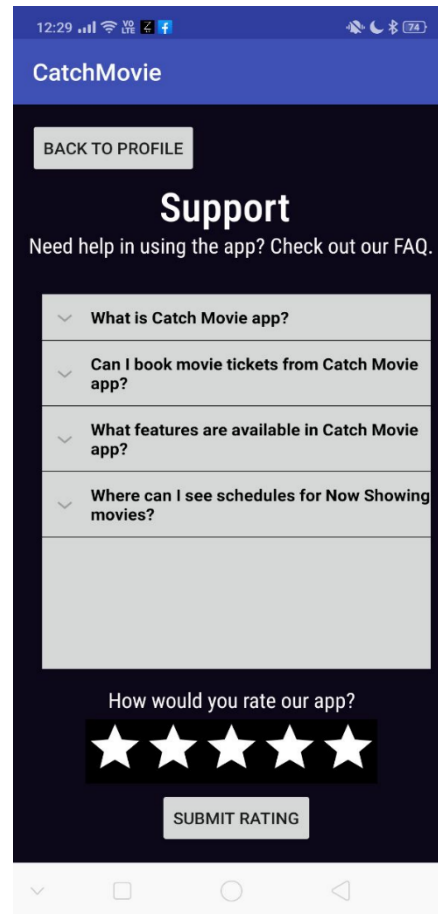 12:29 VO LTE Z f 74
CatchMovie
BACK TO PROFILE
Support
Need help in using the app? Check out our FAQ.
What is Catch Movie app?
Can I book movie tickets from Catch Movie
app?
What features are available in Catch Movie
app?
Where can I see schedules for Now Showing
movies?
How would you rate our app?
SUBMIT RATING